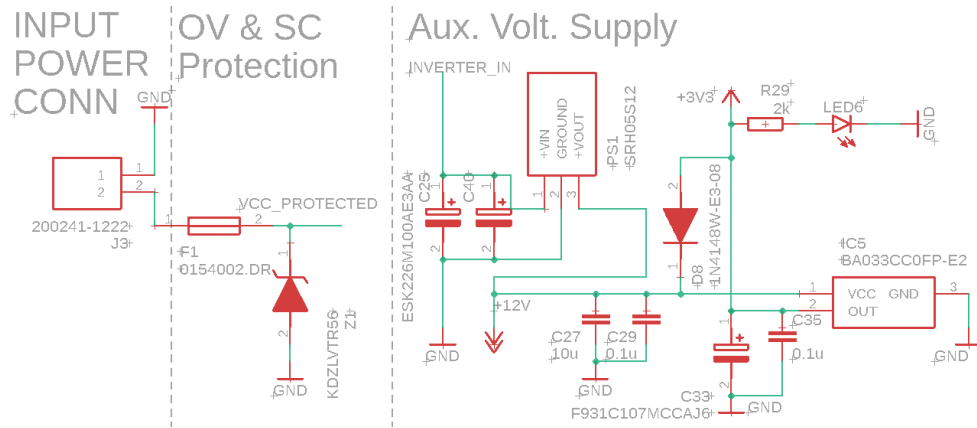 INPUT
POWER
CONN
OV & SC
Protection
Aux. Volt. Supply
GND
1
2
1
2
200241-1222
J3
1
2
VCC_PROTECTED
F1
0154002.DR
1
2
Z1
KDZLVTR56
GND
INVERTER_IN
+VIN
GROUND
+VOUT
1
2
3
PS1
SRH05S12
C25
1
2
C40
1
2
ESK226M100AE3AA
GND
+12V
C27
10u
C29
0.1u
GND
+3V3
R29
2k
LED6
GND
2
1
D8
1N4148W-E3-08
IC5
BA033CC0FP-E2
1
2
3
VCC GND
OUT
GND
1
2
C35
0.1u
C33
F931C107MCCAJ6
GND